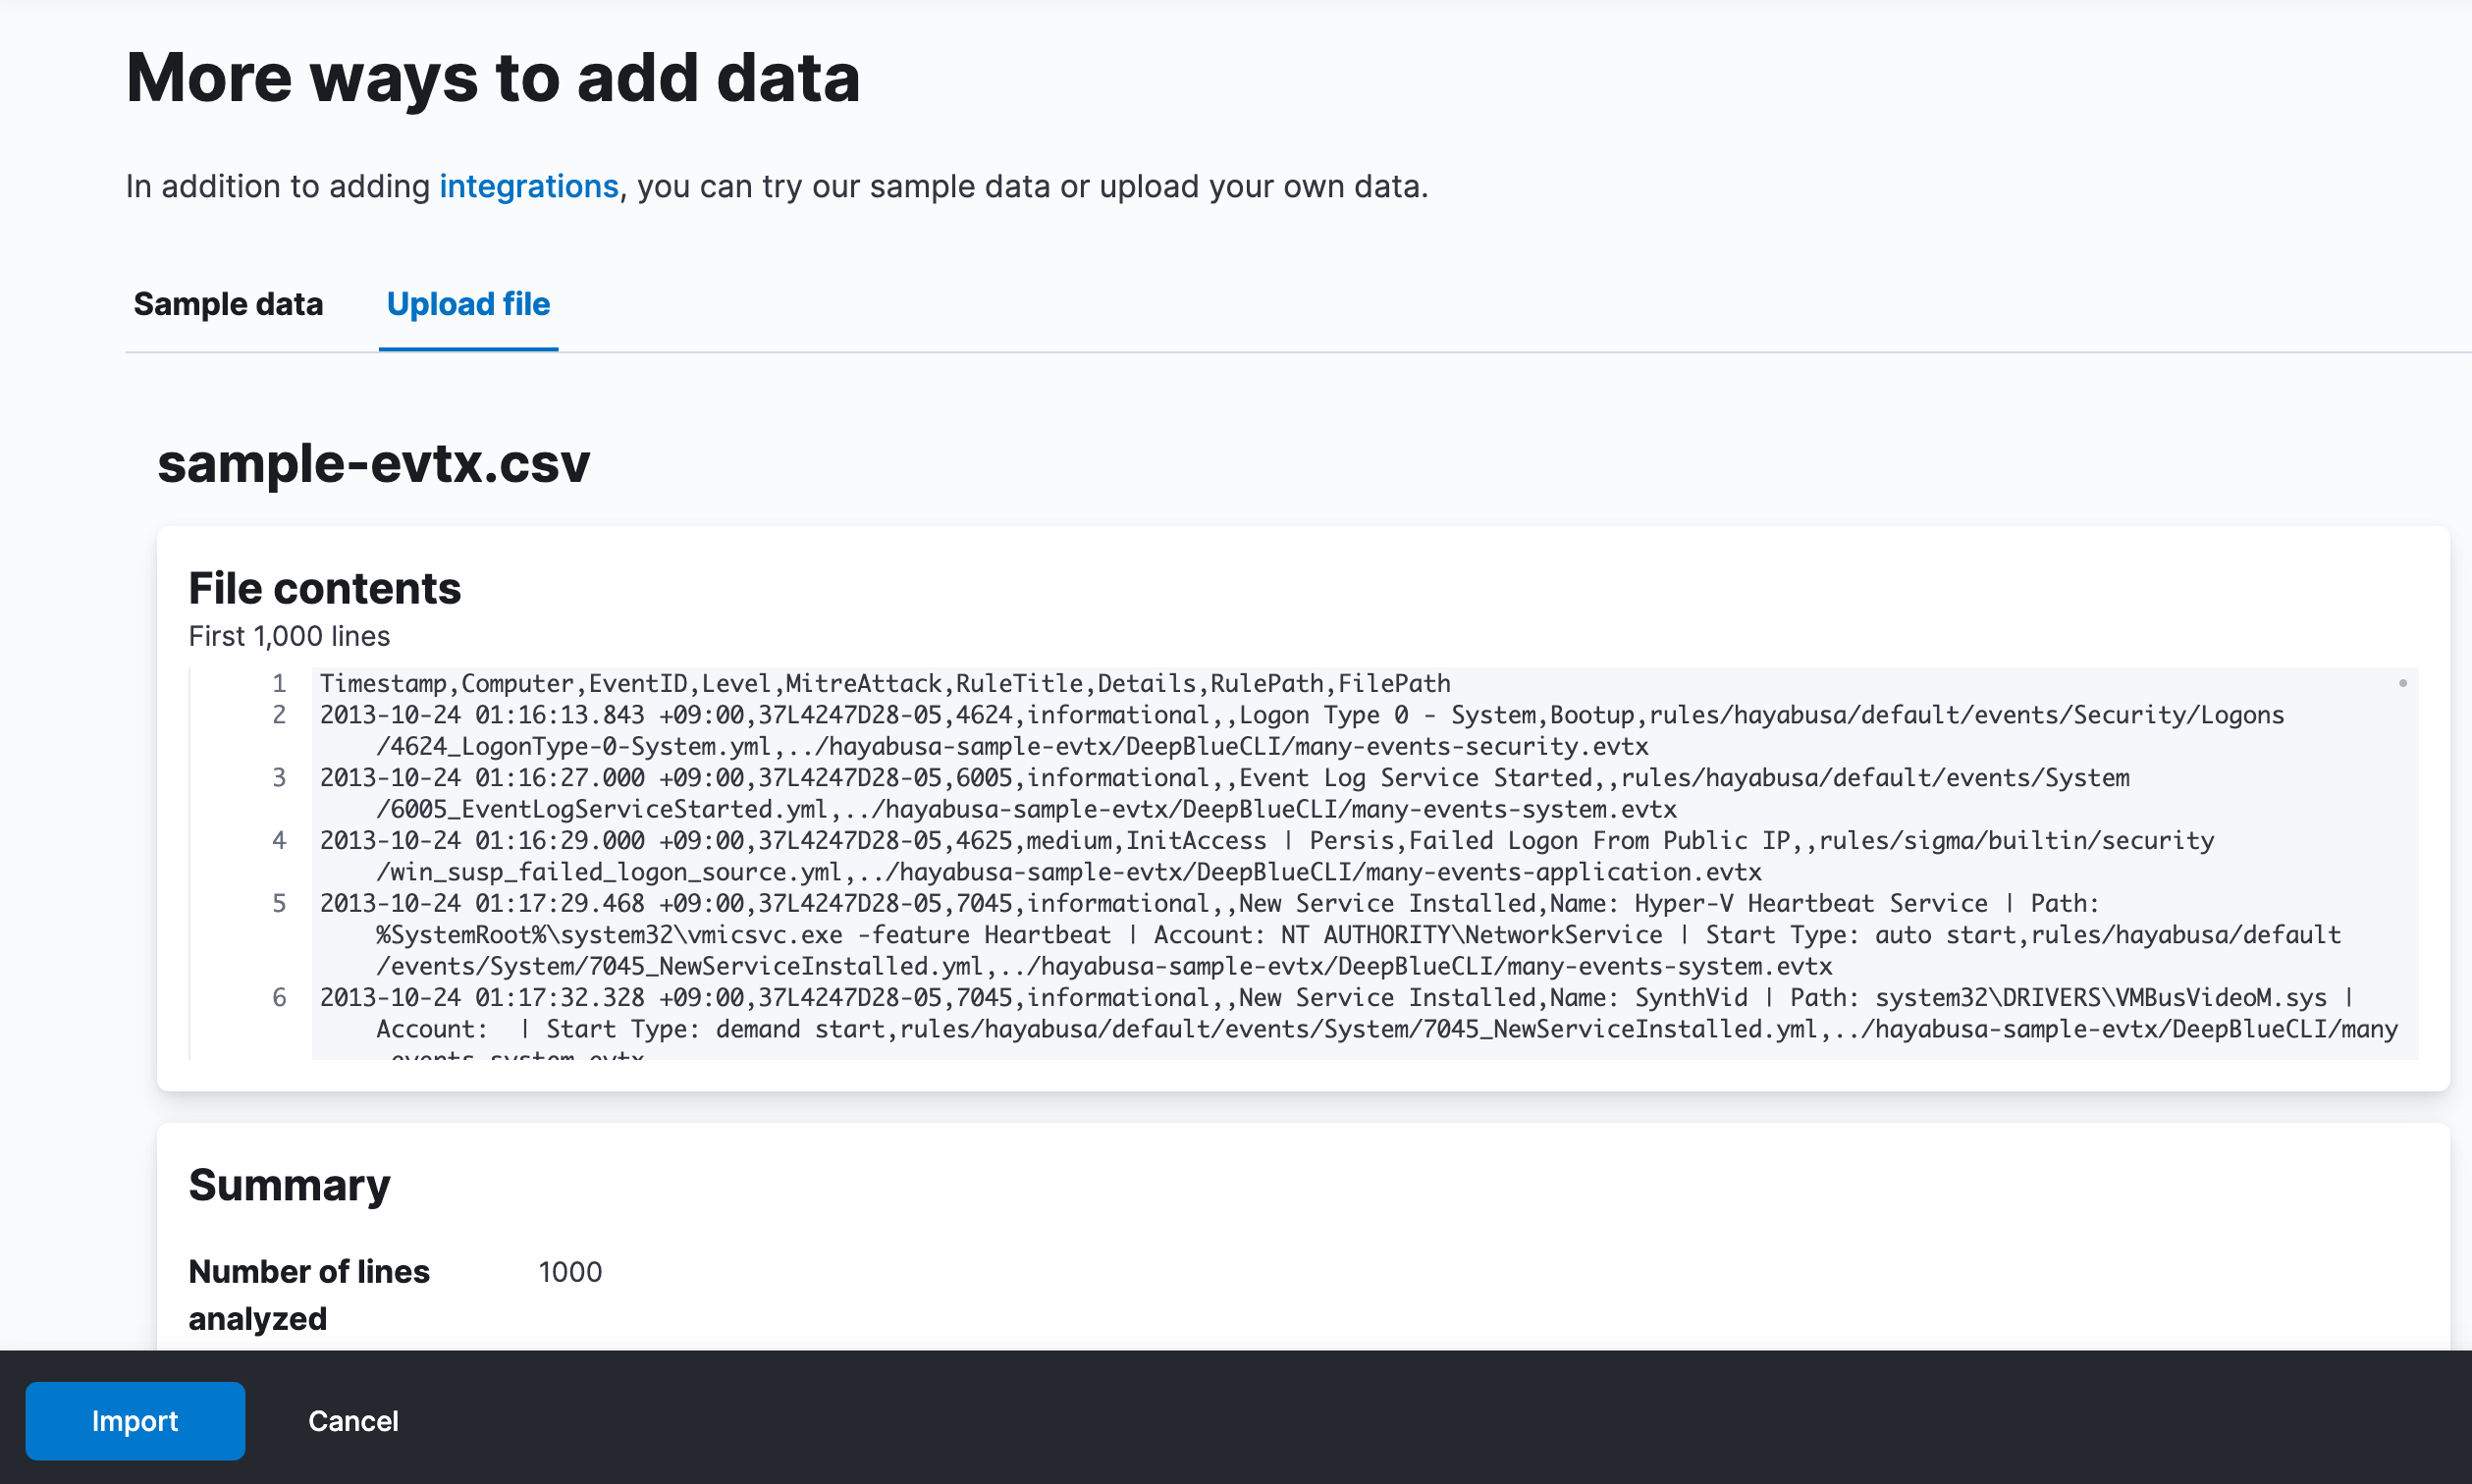 More ways to add data
In addition to adding integrations, you can try our sample data or upload your own data.
Sample data
Upload file
sample-evtx.csv
File contents
First 1,000 lines
1 Timestamp,Computer,EventID,Level,MitreAttack,RuleTitle,Details,RulePath,FilePath
2 2013-10-24 01:16:13.843 +09:00,37L4247D28-05,4624,informational,,Logon Type 0 - System,Bootup,rules/hayabusa/default/events/Security/Logons
/4624_LogonType-0-System.yml,../hayabusa-sample-evtx/DeepBlueCLI/many-events-security.evtx
3 2013-10-24 01:16:27.000 +09:00,37L4247D28-05,6005,informational,,Event Log Service Started,,rules/hayabusa/default/events/System
/6005_EventLogServiceStarted.yml,../hayabusa-sample-evtx/DeepBlueCLI/many-events-system.evtx
4 2013-10-24 01:16:29.000 +09:00,37L4247D28-05,4625,medium,InitAccess | Persis,Failed Logon From Public IP,,rules/sigma/builtin/security
/win_susp_failed_logon_source.yml,../hayabusa-sample-evtx/DeepBlueCLI/many-events-application.evtx
5 2013-10-24 01:17:29.468 +09:00,37L4247D28-05,7045,informational,,New Service Installed,Name: Hyper-V Heartbeat Service | Path:
%SystemRoot%\system32\vmicsvc.exe -feature Heartbeat | Account: NT AUTHORITY\NetworkService | Start Type: auto start,rules/hayabusa/default
/events/System/7045_NewServiceInstalled.yml,../hayabusa-sample-evtx/DeepBlueCLI/many-events-system.evtx
6 2013-10-24 01:17:32.328 +09:00,37L4247D28-05,7045,informational,,New Service Installed,Name: SynthVid | Path: system32\DRIVERS\VMBusVideoM.sys |
Account:  | Start Type: demand start,rules/hayabusa/default/events/System/7045_NewServiceInstalled.yml,../hayabusa-sample-evtx/DeepBlueCLI/many
-events-system.evtx
Summary
Number of lines
analyzed
1000
Import
Cancel